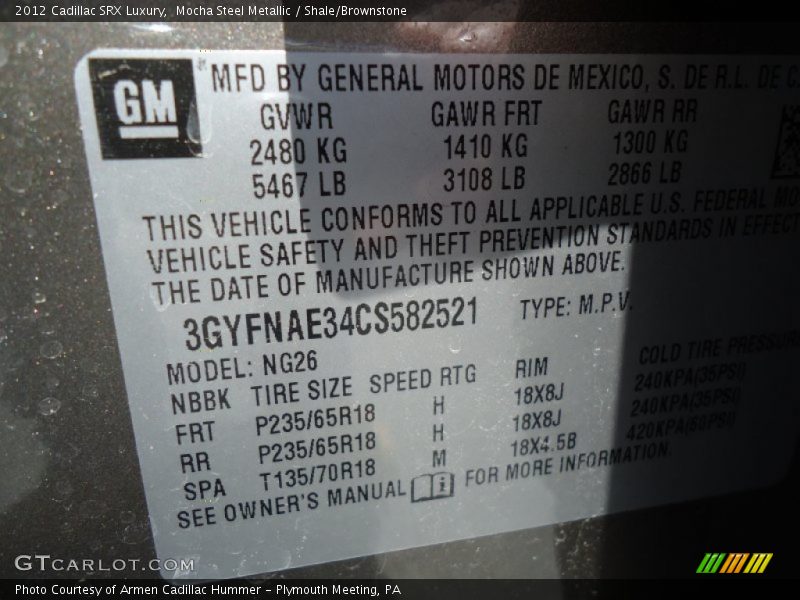 2012 Cadillac SRX Luxury,  Mocha Steel Metallic / Shale/Brownstone
GM ® MFD BY GENERAL MOTORS DE MEXICO, S. DE R.L. DE
GVWR GAWR FRT GAWR RR
2480 KG 1410 KG 1300 KG
5467 LB 3108 LB 2866 LB
THIS VEHICLE CONFORMS TO ALL APPLICABLE U.S. FEDERAL
VEHICLE SAFETY AND THEFT PREVENTION STANDARDS IN EFFECT
THE DATE OF MANUFACTURE SHOWN ABOVE.
3GYFNAE34CS582521 TYPE: M.P.V.
MODEL: NG26
NBBK TIRE SIZE SPEED RTG RIM COLD TIRE PRESSURE
FRT P235/65R18 H 18X8J 240KPA(35PSI)
RR P235/65R18 H 18X8J 240KPA(35PSI)
SPA T135/70R18 M 18X4.5B 420KPA(60PSI)
SEE OWNER'S MANUAL i FOR MORE INFORMATION
GTCARLOT.COM
Photo Courtesy of Armen Cadillac Hummer – Plymouth Meeting, PA